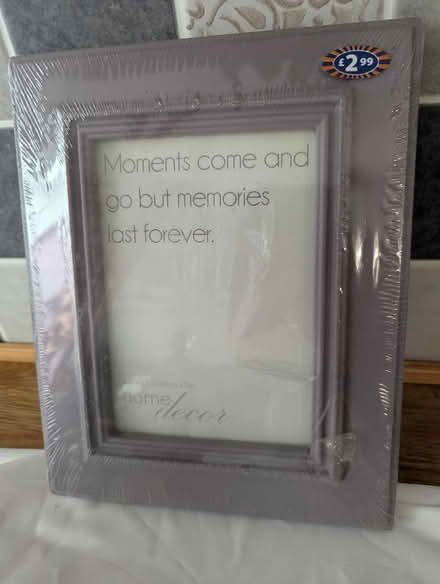 £2.99
Moments come and
go but memories
last forever.
home
decor